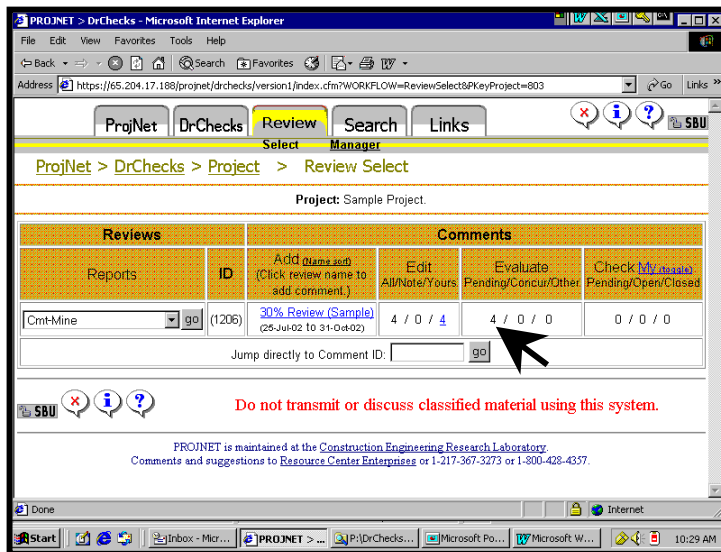 PROJNET > DrChecks - Microsoft Internet Explorer
File Edit View Favorites Tools Help
Back Search Favorites
Address https://65.204.17.188/projnet/drchecks/version1/index.cfm?WORKFLOW=ReviewSelect&PKeyProject=803 Go Links »
ProjNet DrChecks Review Search Links SBU
Select Manager
ProjNet > DrChecks > Project > Review Select
Project: Sample Project.
Reviews Comments
Reports ID Add (Name sort) (Click review name to add comment.) Edit All/Note/Yours Evaluate Pending/Concur/Other Check My (toggle) Pending/Open/Closed
Cmt-Mine go (1206) 30% Review (Sample) (25-Jul-02 to 31-Oct-02) 4 / 0 / 4 4 / 0 / 0 0 / 0 / 0
Jump directly to Comment ID: go
SBU Do not transmit or discuss classified material using this system.
PROJNET is maintained at the Construction Engineering Research Laboratory.
Comments and suggestions to Resource Center Enterprises or 1-217-367-3273 or 1-800-428-4357.
Done Internet
Start Inbox - Micr... PROJNET > ... P:\DrChecks... Microsoft Po... Microsoft W... 10:29 AM